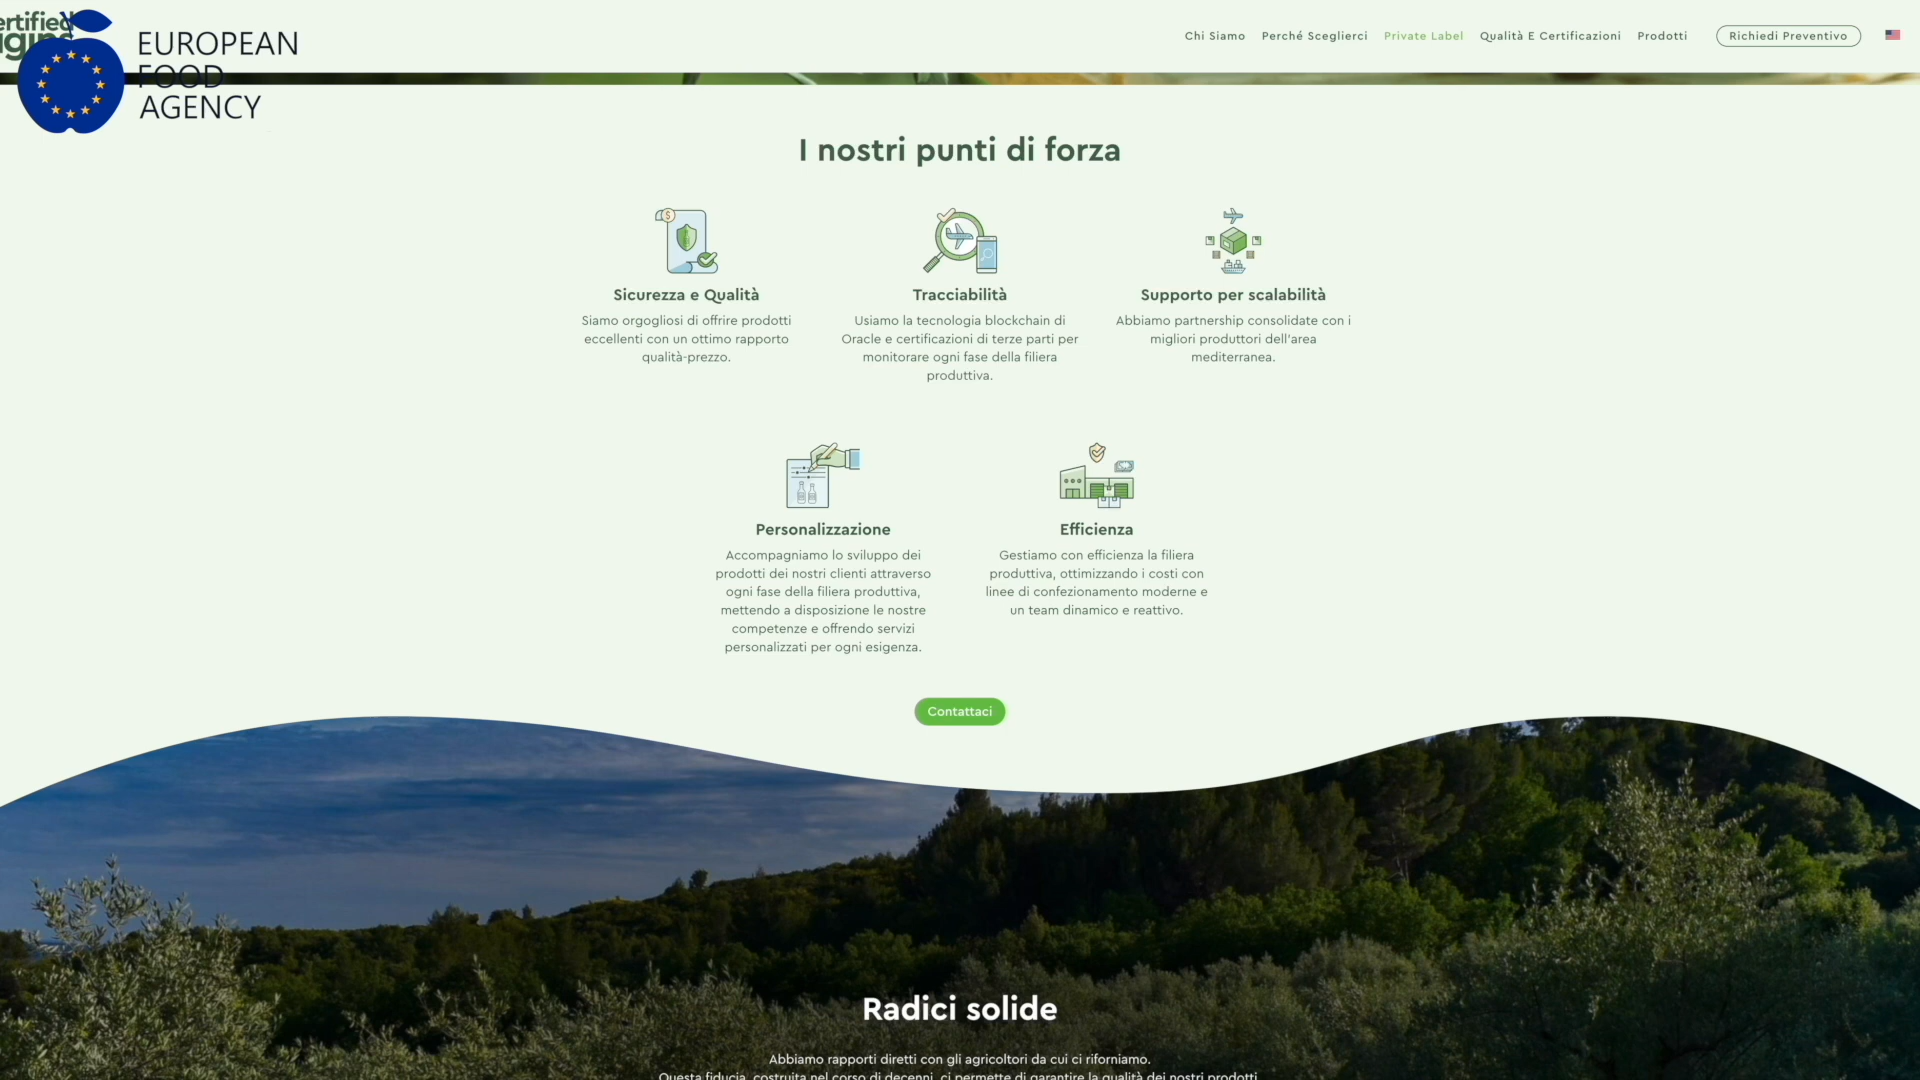 ertified
EUROPEAN
FOOD
AGENCY
Chi Siamo Perché Sceglierci Private Label Qualità E Certificazioni Prodotti Richiedi Preventivo
I nostri punti di forza
Sicurezza e Qualità
Siamo orgogliosi di offrire prodotti
eccellenti con un ottimo rapporto
qualità-prezzo.
Tracciabilità
Usiamo la tecnologia blockchain di
Oracle e certificazioni di terze parti per
monitorare ogni fase della filiera
produttiva.
Supporto per scalabilità
Abbiamo partnership consolidate con i
migliori produttori dell'area
mediterranea.
Personalizzazione
Accompagniamo lo sviluppo dei
prodotti dei nostri clienti attraverso
ogni fase della filiera produttiva,
mettendo a disposizione le nostre
competenze e offrendo servizi
personalizzati per ogni esigenza.
Efficienza
Gestiamo con efficienza la filiera
produttiva, ottimizzando i costi con
linee di confezionamento moderne e
un team dinamico e reattivo.
Contattaci
Radici solide
Abbiamo rapporti diretti con gli agricoltori da cui ci riforniamo.
Questa fiducia, costruita nel corso di decenni, ci permette di garantire la qualità dei nostri prodotti